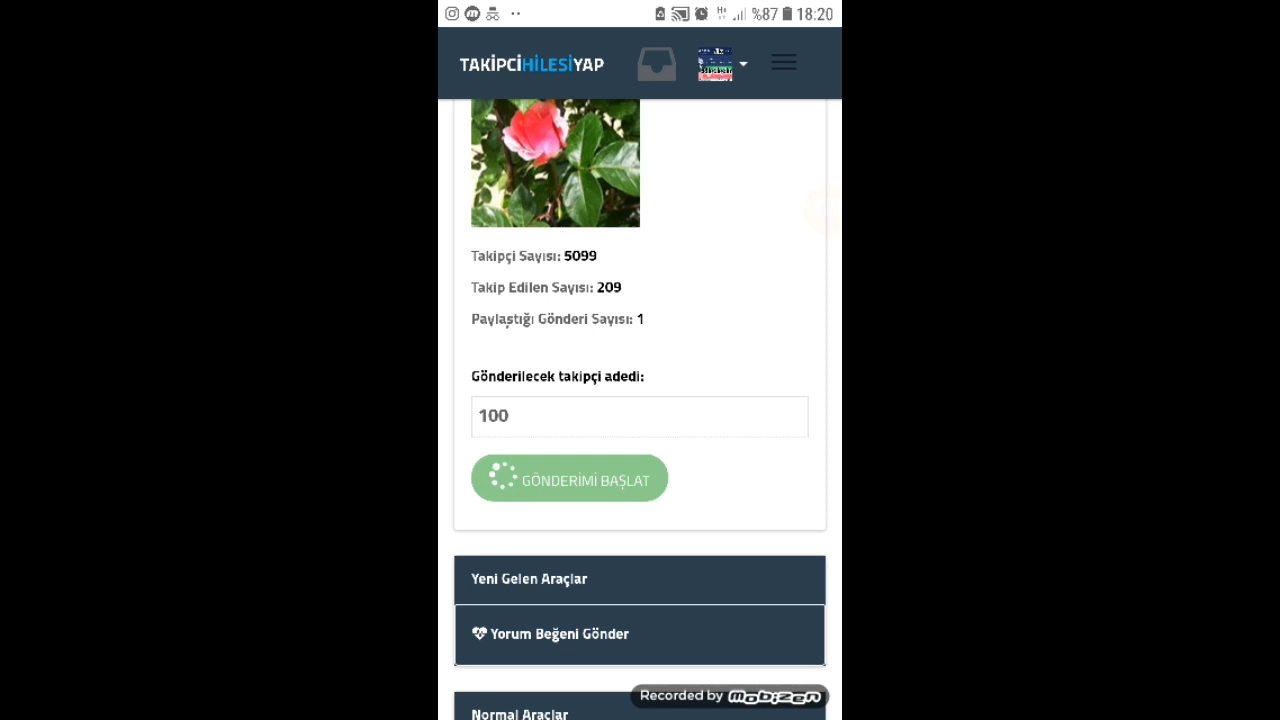 %87 18:20
TAKİPCİHİLESİYAP
Takipçi Sayısı: 5099
Takip Edilen Sayısı: 209
Paylaştığı Gönderi Sayısı: 1
Gönderilecek takipçi adedi:
100
GÖNDERİMİ BAŞLAT
Yeni Gelen Araçlar
Yorum Beğeni Gönder
Normal Araçlar
Recorded by mobizen